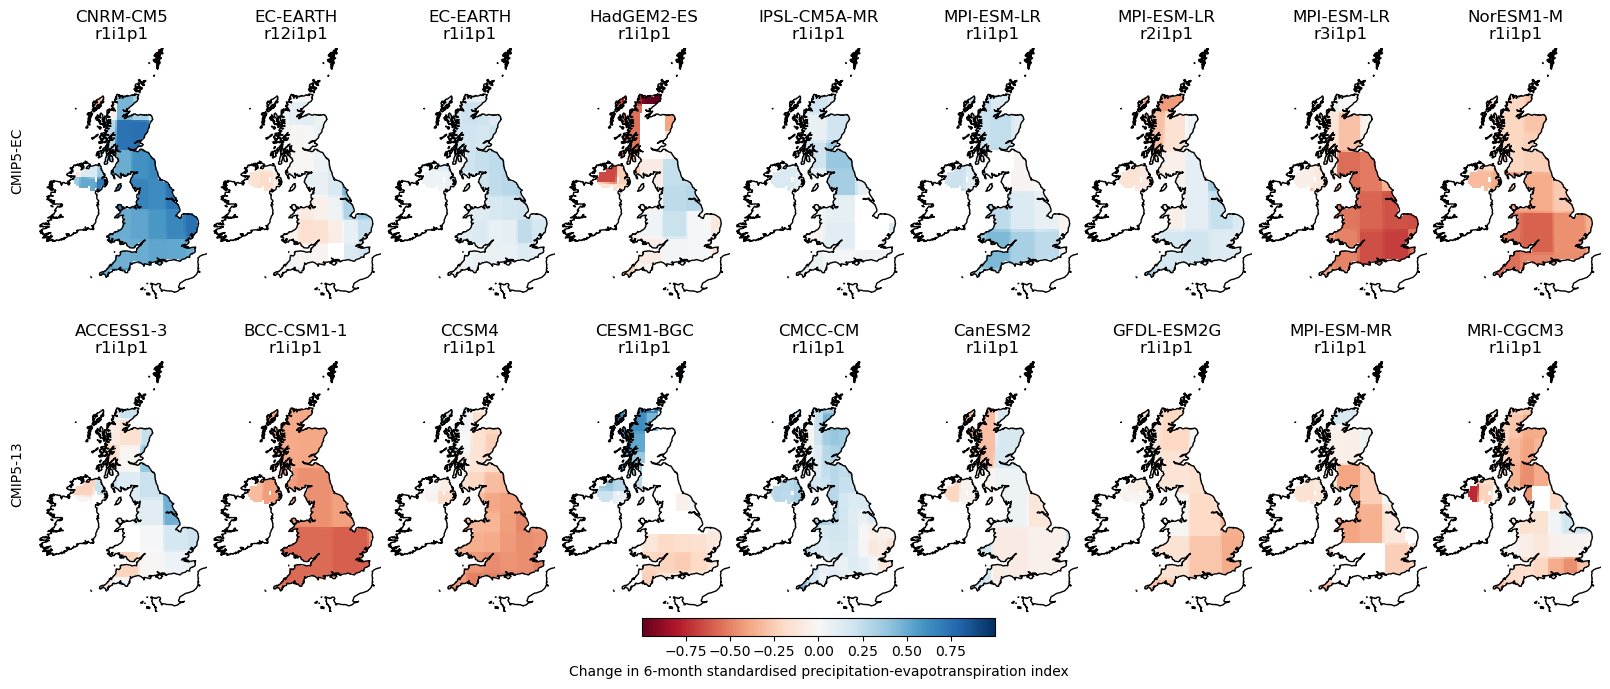 CNRM-CM5 EC-EARTH EC-EARTH HadGEM2-ES IPSL-CM5A-MR MPI-ESM-LR MPI-ESM-LR MPI-ESM-LR NorESM1-M
r1i1p1 r12i1p1 r1i1p1 r1i1p1 r1i1p1 r1i1p1 r2i1p1 r3i1p1 r1i1p1
CMIP5-EC
ACCESS1-3 BCC-CSM1-1 CCSM4 CESM1-BGC CMCC-CM CanESM2 GFDL-ESM2G MPI-ESM-MR MRI-CGCM3
r1i1p1 r1i1p1 r1i1p1 r1i1p1 r1i1p1 r1i1p1 r1i1p1 r1i1p1 r1i1p1
CMIP5-13
−0.75 −0.50 −0.25 0.00 0.25 0.50 0.75
Change in 6-month standardised precipitation-evapotranspiration index